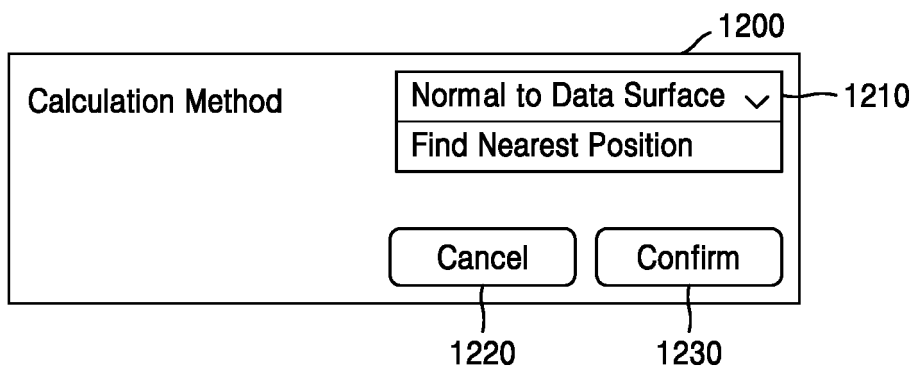 1200
Calculation Method
Normal to Data Surface
1210
Find Nearest Position
Cancel
Confirm
1220
1230